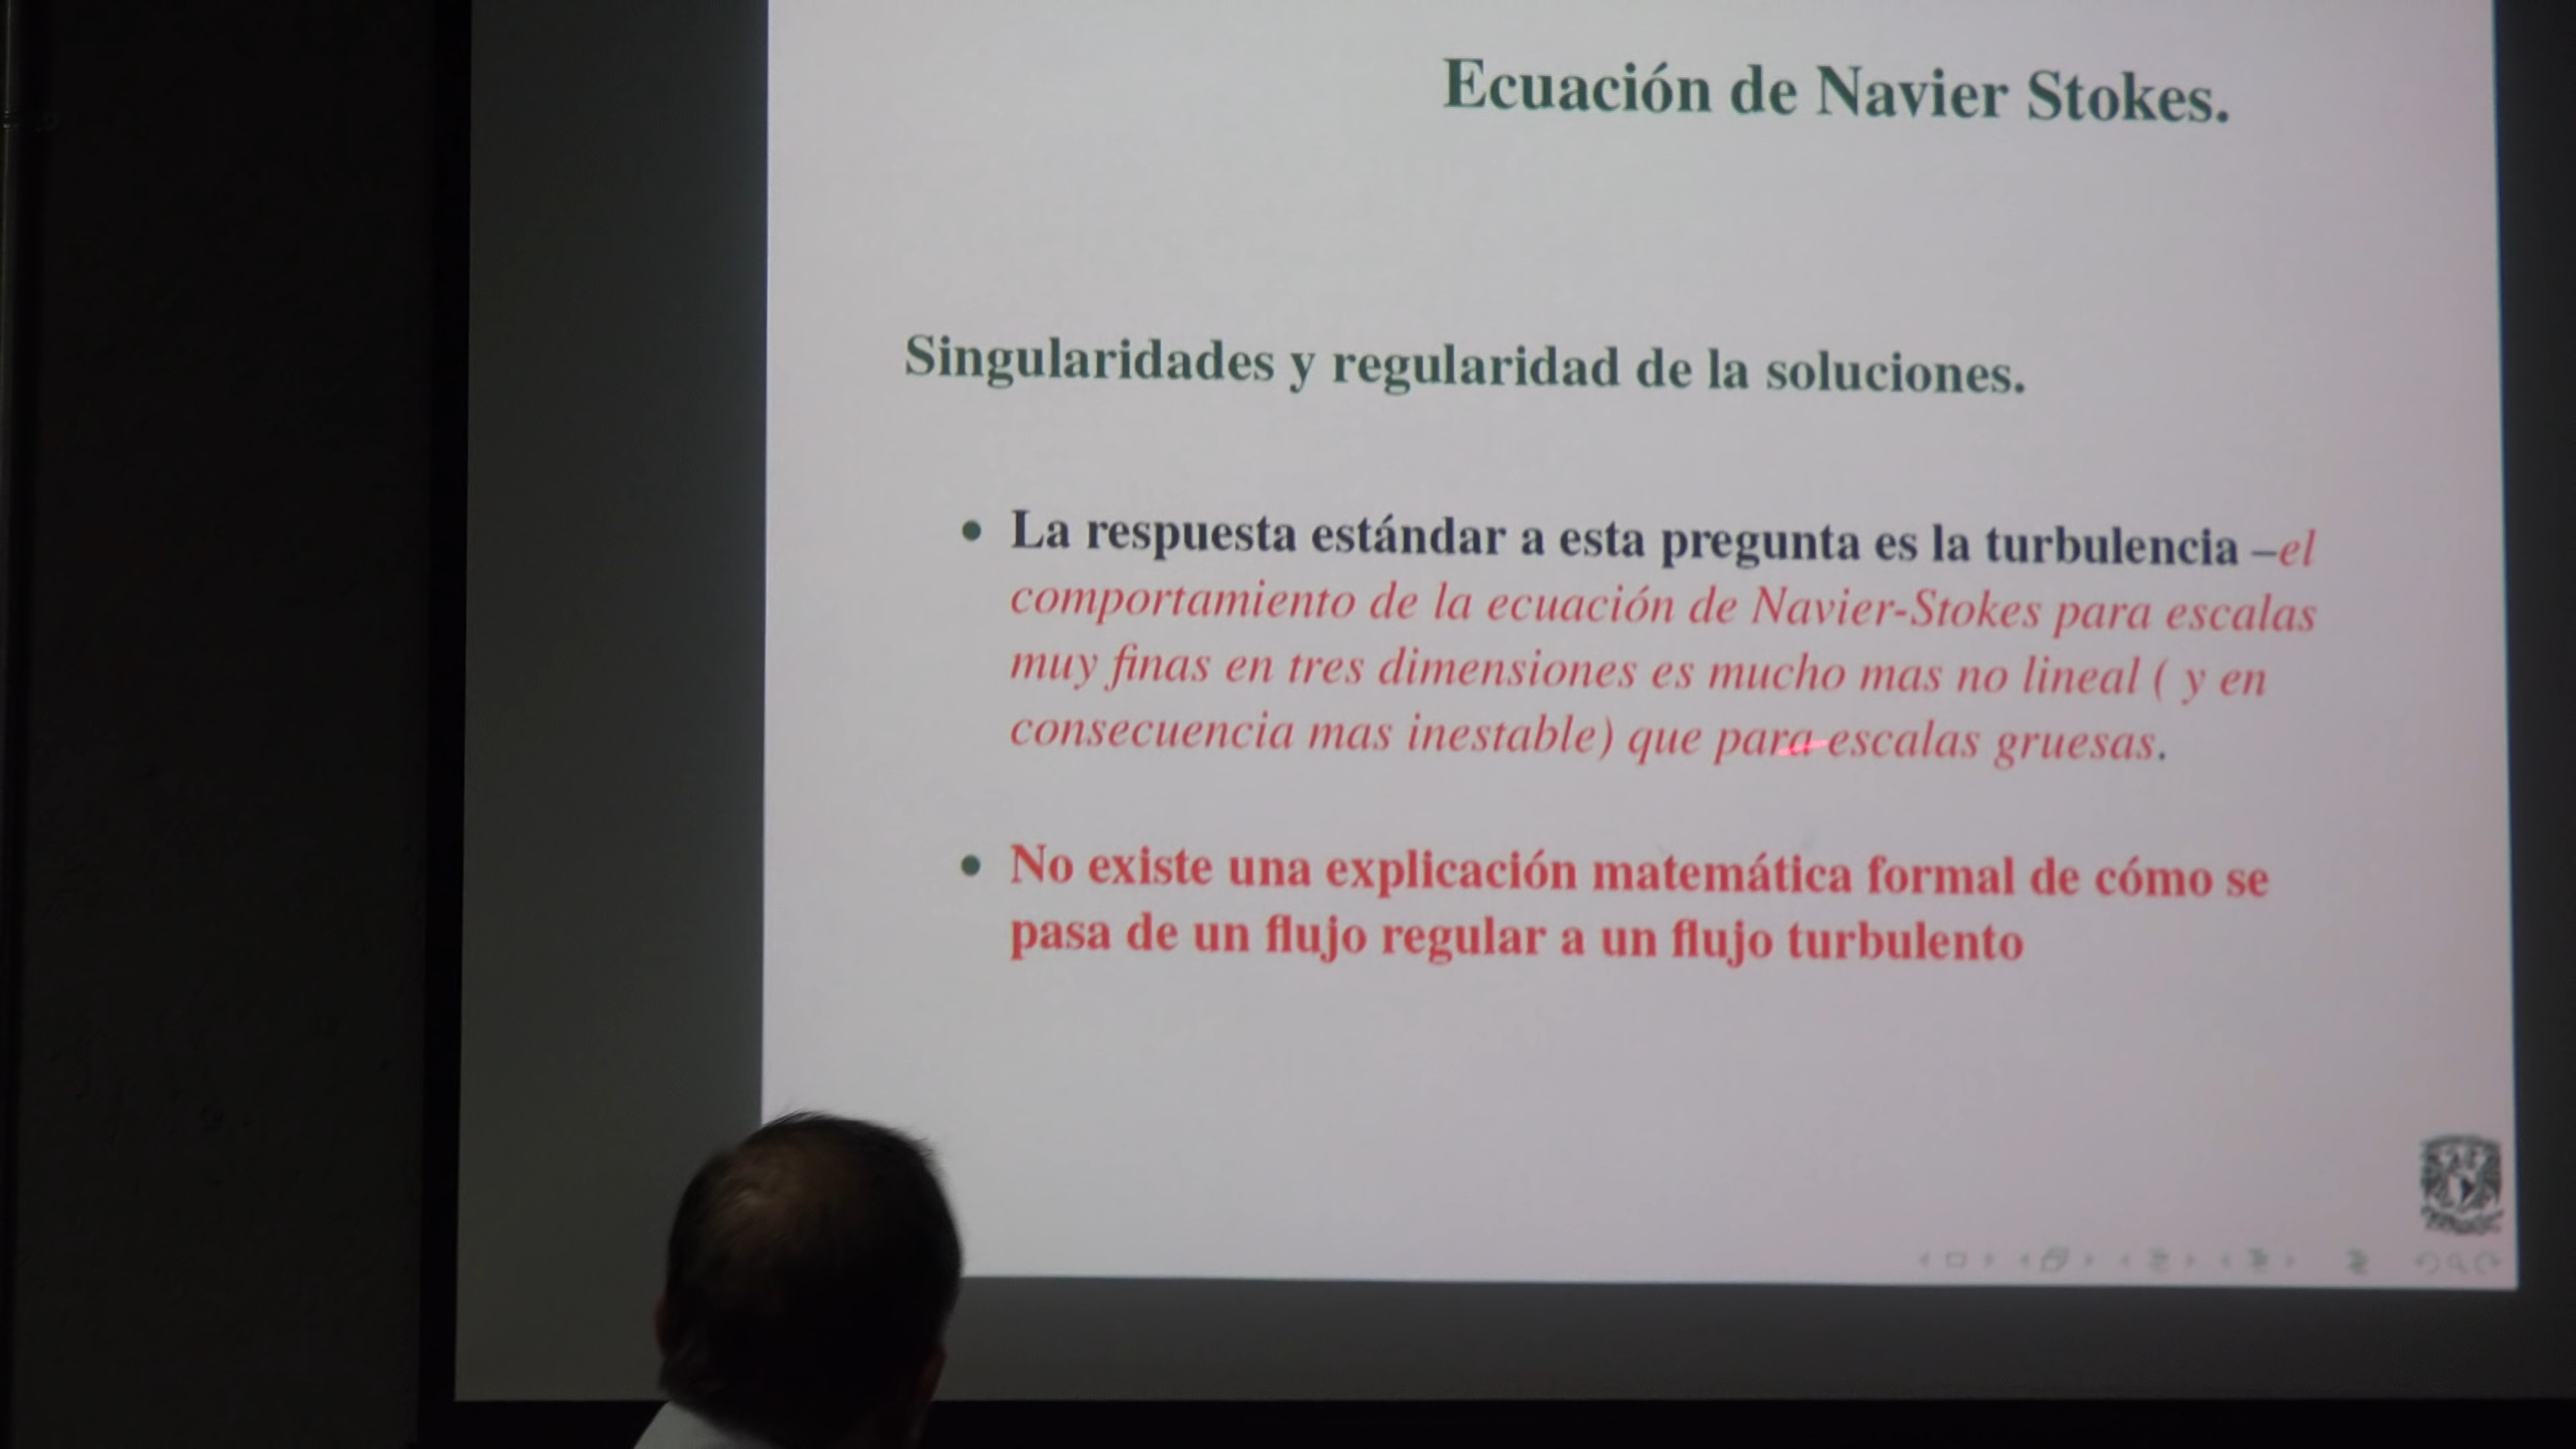 Ecuación de Navier Stokes.
Singularidades y regularidad de la soluciones.
• La respuesta estándar a esta pregunta es la turbulencia –el
comportamiento de la ecuación de Navier-Stokes para escalas
muy finas en tres dimensiones es mucho mas no lineal ( y en
consecuencia mas inestable) que para escalas gruesas.
• No existe una explicación matemática formal de cómo se
pasa de un flujo regular a un flujo turbulento